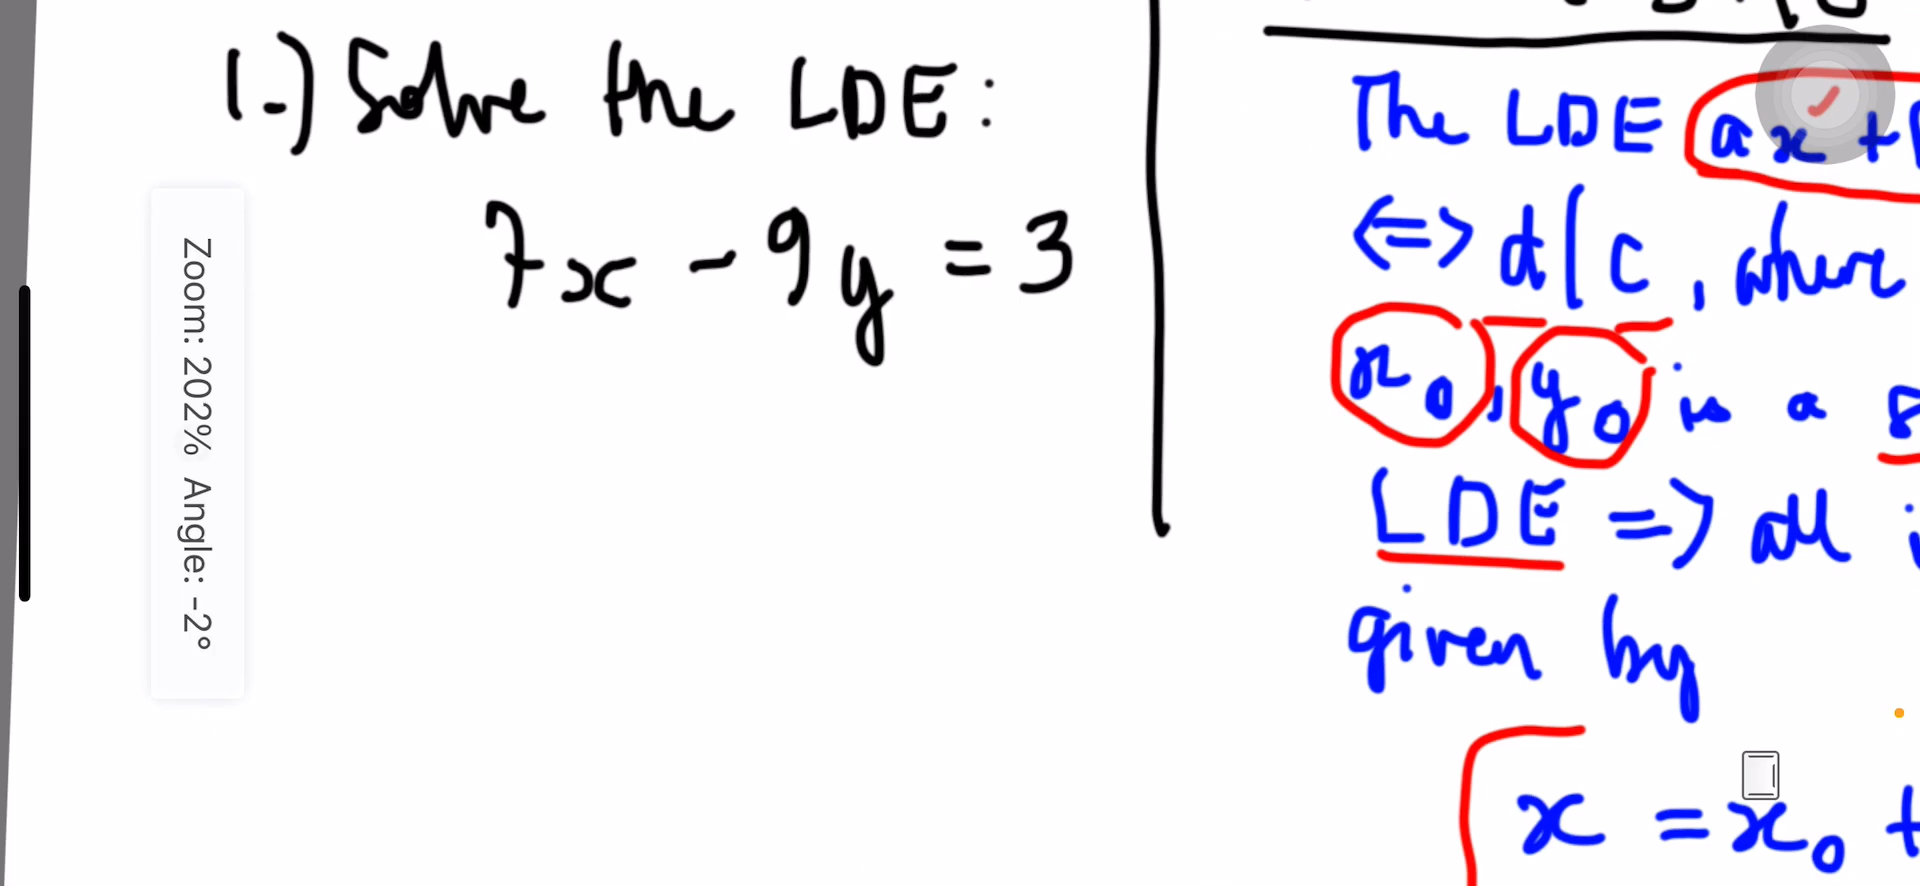 1.) Solve the LDE:
7x - 9y = 3
The LDE ax +
<=> d|c, where
x₀, y₀ is a
LDE => all
given by
x = x₀ +
Zoom: 202% Angle: -2°